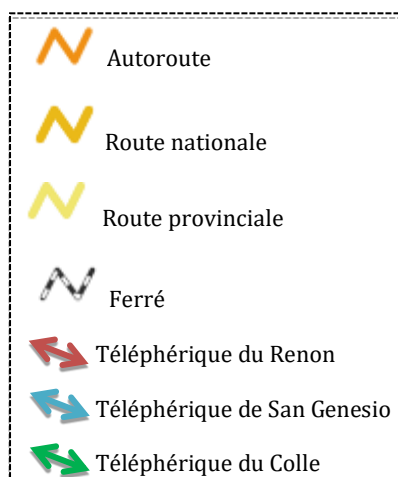 Autoroute
Route nationale
Route provinciale
Ferré
Téléphérique du Renon
Téléphérique de San Genesio
Téléphérique du Colle